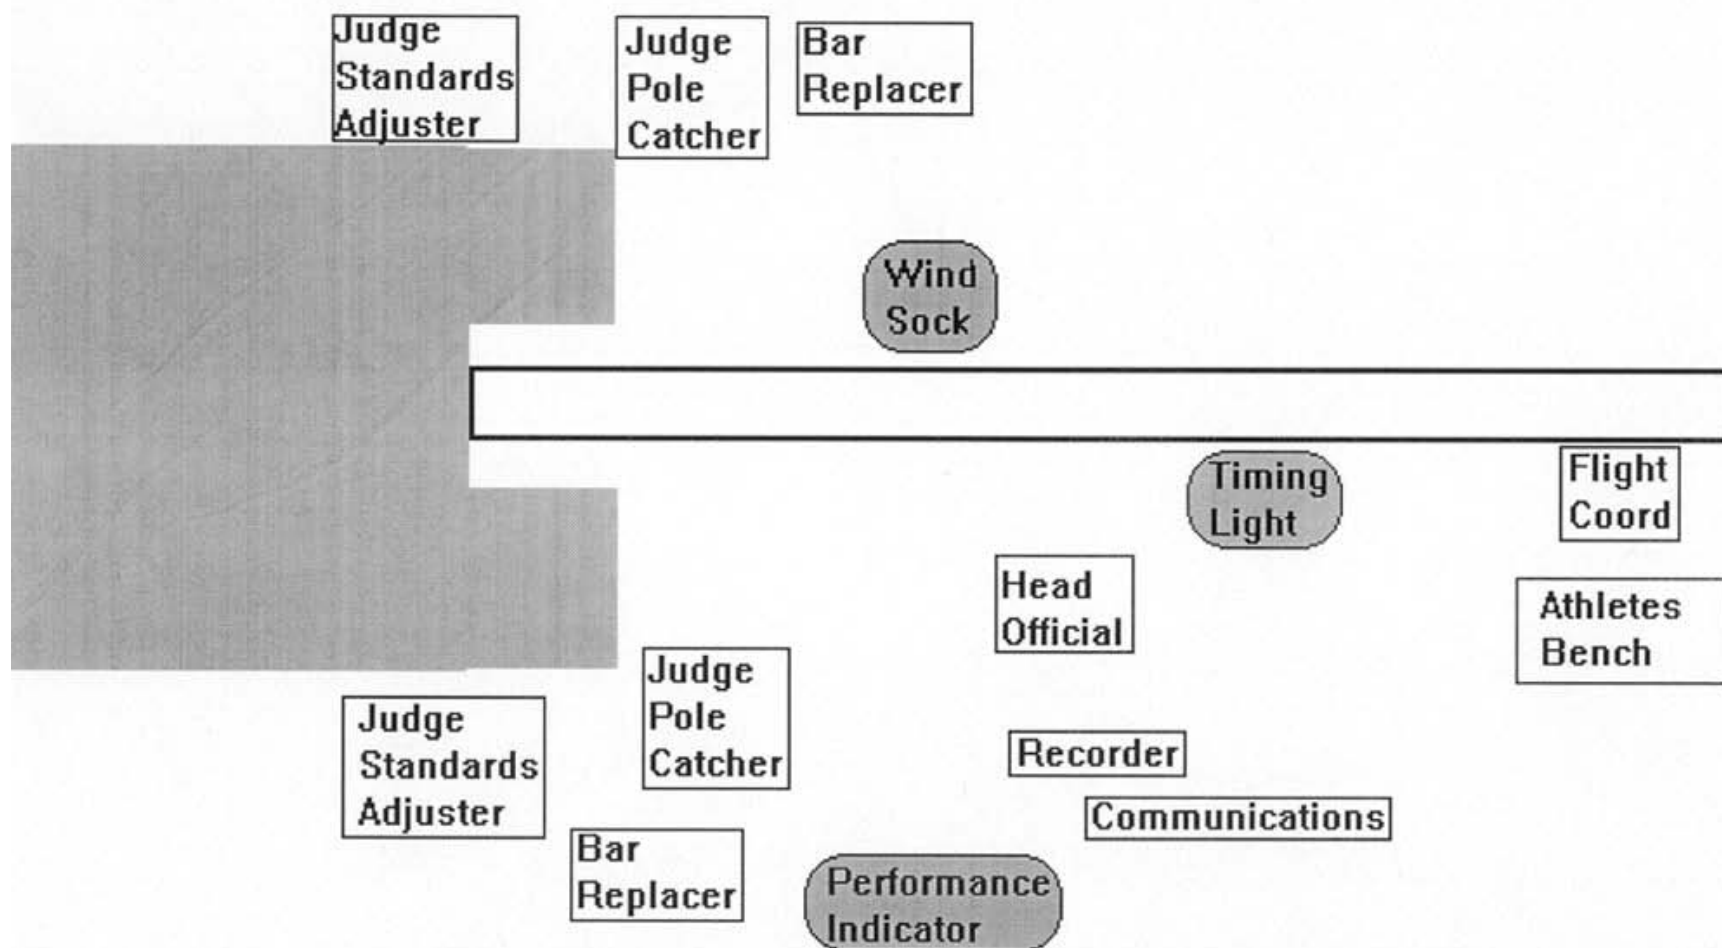 Judge
Standards
Adjuster
Judge
Pole
Catcher
Bar
Replacer
Wind
Sock
Timing
Light
Flight
Coord
Head
Official
Athletes
Bench
Judge
Pole
Catcher
Judge
Standards
Adjuster
Recorder
Communications
Bar
Replacer
Performance
Indicator